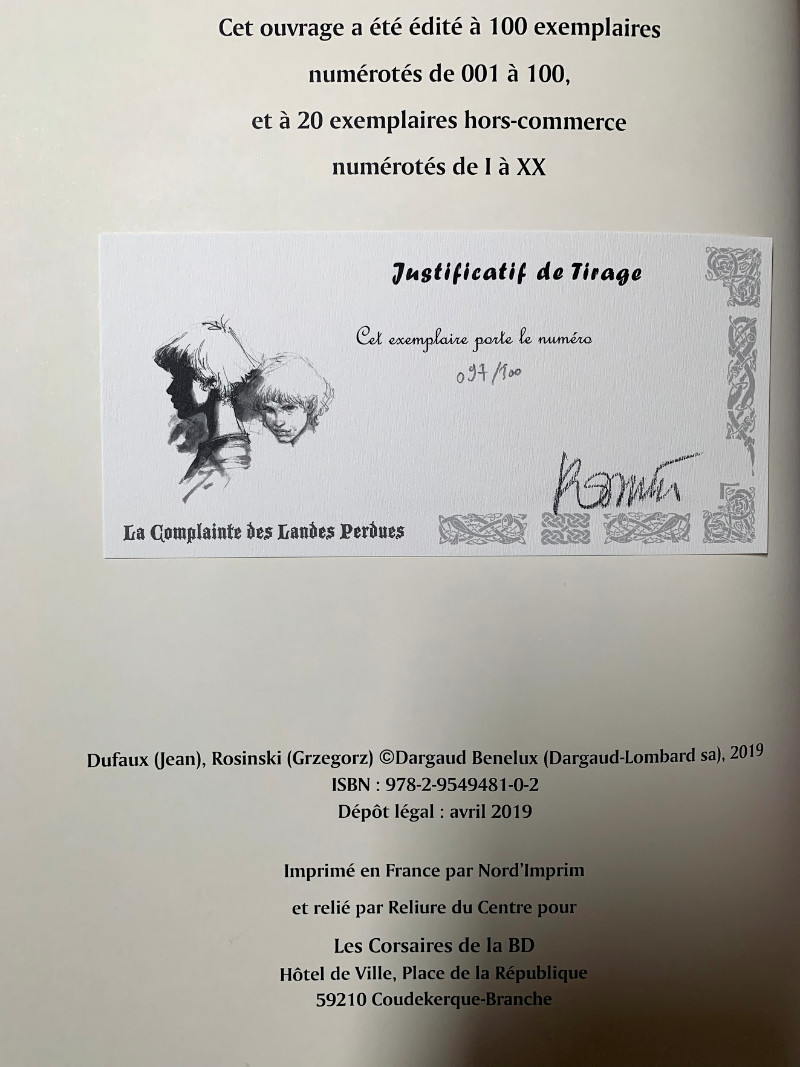 Cet ouvrage a été édité à 100 exemplaires
numérotés de 001 à 100,
et à 20 exemplaires hors-commerce
numérotés de I à XX
Justificatif de Tirage
Cet exemplaire porte le numéro
097/100
La Complainte des Landes Perdues
Dufaux (Jean), Rosinski (Grzegorz) ©Dargaud Benelux (Dargaud-Lombard sa), 2019
ISBN : 978-2-9549481-0-2
Dépôt légal : avril 2019
Imprimé en France par Nord'Imprim
et relié par Reliure du Centre pour
Les Corsaires de la BD
Hôtel de Ville, Place de la République
59210 Coudekerque-Branche